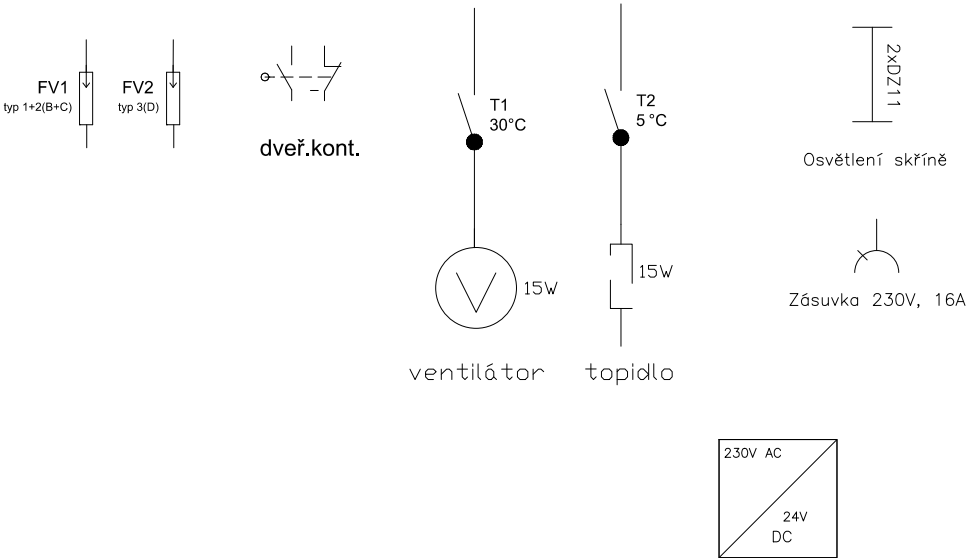 FV1
typ 1+2(B+C)
FV2
typ 3(D)
dveř.kont.
T1
30°C
15W
ventilátor
T2
5°C
15W
topidlo
2xDZ11
Osvětlení skříně
Zásuvka 230V, 16A
230V AC
24V
DC